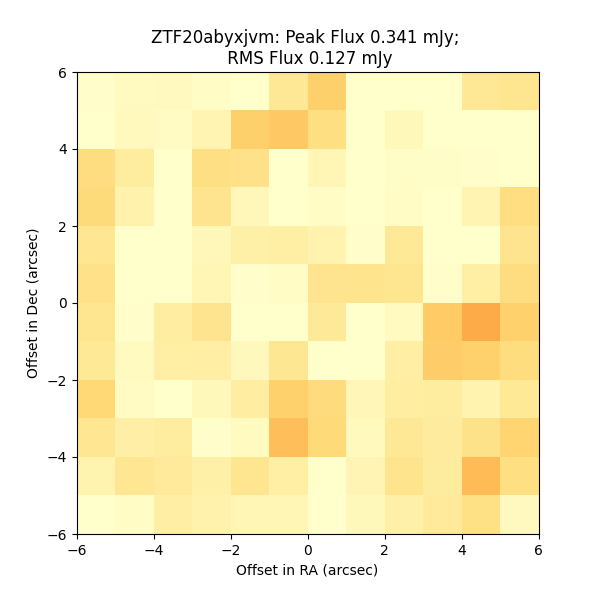 ZTF20abyxjvm: Peak Flux 0.341 mJy;
RMS Flux 0.127 mJy
6
4
2
0
−2
−4
−6
Offset in Dec (arcsec)
−6 −4 −2 0 2 4 6
Offset in RA (arcsec)